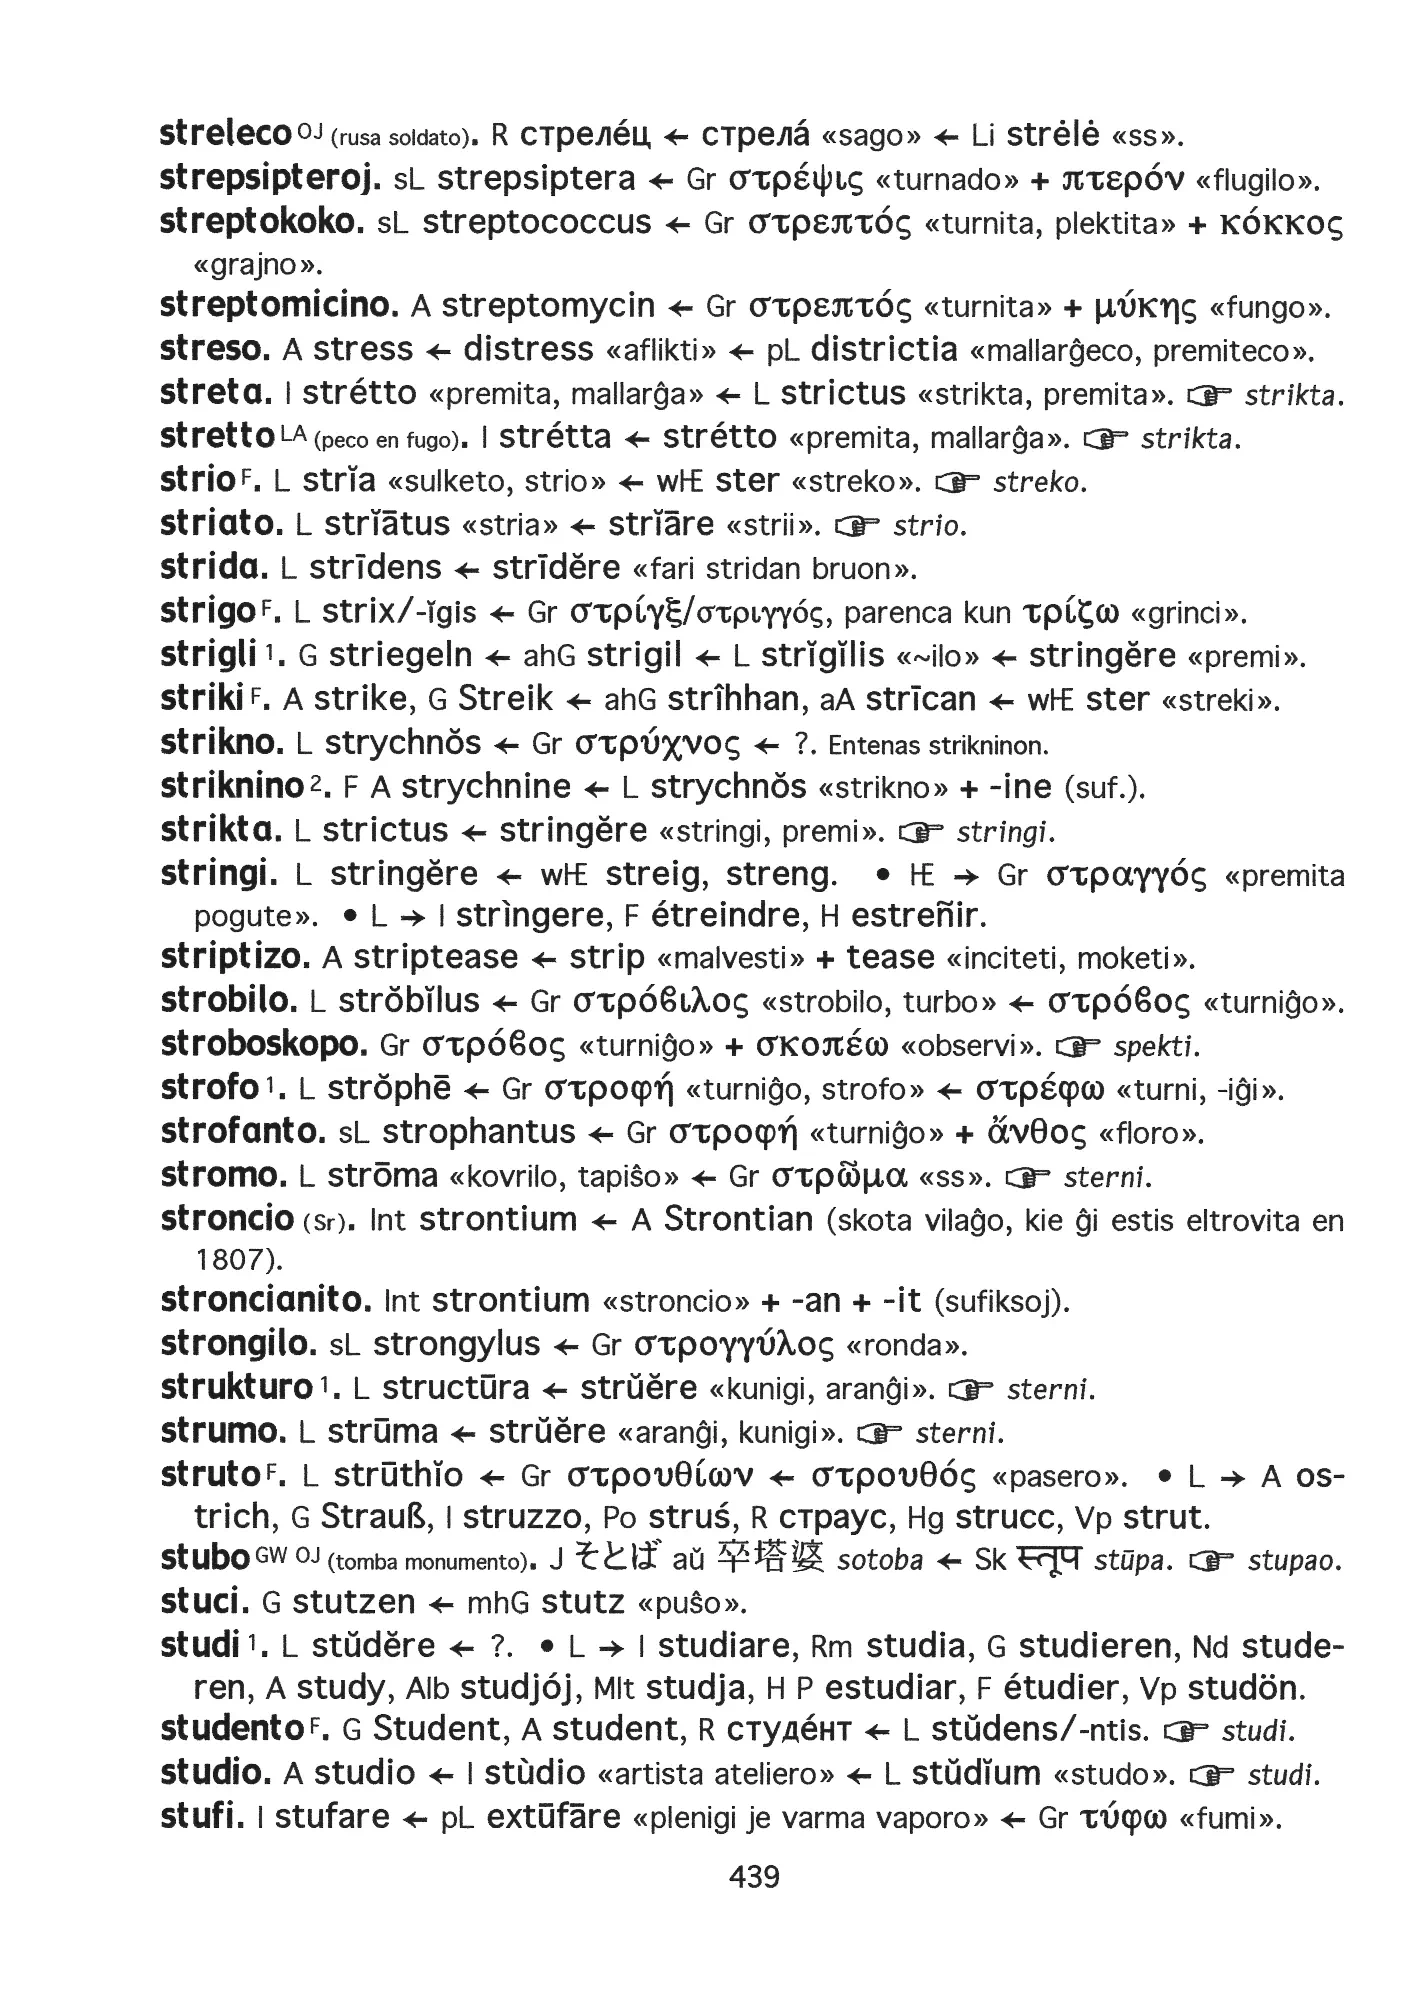 streleco OJ (rusa soldato). R стреле́ц ← стрела́ «sago» ← Li strėlė «ss».
strepsipteroj. sL strepsiptera ← Gr στρέψις «turnado» + πτερόν «flugilo».
streptokoko. sL streptococcus ← Gr στρεπτός «turnita, plektita» + κόκκος
«grajno».
streptomicino. A streptomycin ← Gr στρεπτός «turnita» + μύκης «fungo».
streso. A stress ← distress «aflikti» ← pL districtia «mallarĝeco, premiteco».
streta. I strétto «premita, mallarĝa» ← L strictus «strikta, premita». ☞ strikta.
stretto LA (peco en fugo). I strétta ← strétto «premita, mallarĝa». ☞ strikta.
strio F. L strĭa «sulketo, strio» ← wIE ster «streko». ☞ streko.
striato. L strĭātus «stria» ← strĭāre «strii». ☞ strio.
strida. L strīdens ← strīdĕre «fari stridan bruon».
strigo F. L strix/-ĭgis ← Gr στρίγξ/στριγγός, parenca kun τρίζω «grinci».
strigli 1. G striegeln ← ahG strigil ← L strĭgĭlis «~ilo» ← stringĕre «premi».
striki F. A strike, G Streik ← ahG strîhhan, aA strīcan ← wIE ster «streki».
strikno. L strychnŏs ← Gr στρύχνος ← ?. Entenas strikninon.
striknino 2. F A strychnine ← L strychnŏs «strikno» + -ine (suf.).
strikta. L strictus ← stringĕre «stringi, premi». ☞ stringi.
stringi. L stringĕre ← wIE streig, streng. • IE → Gr στραγγός «premita
pogute». • L → I strìngere, F étreindre, H estreñir.
striptizo. A striptease ← strip «malvesti» + tease «inciteti, moketi».
strobilo. L strŏbĭlus ← Gr στρόϐιλος «strobilo, turbo» ← στρόϐος «turniĝo».
stroboskopo. Gr στρόϐος «turniĝo» + σκοπέω «observi». ☞ spekti.
strofo 1. L strŏphē ← Gr στροφή «turniĝo, strofo» ← στρέφω «turni, -iĝi».
strofanto. sL strophantus ← Gr στροφή «turniĝo» + ἄνθος «floro».
stromo. L strōma «kovrilo, tapiŝo» ← Gr στρῶμα «ss». ☞ sterni.
stroncio (Sr). Int strontium ← A Strontian (skota vilaĝo, kie ĝi estis eltrovita en
1807).
stroncianito. Int strontium «stroncio» + -an + -it (sufiksoj).
strongilo. sL strongylus ← Gr στρογγύλος «ronda».
strukturo 1. L structūra ← strŭĕre «kunigi, aranĝi». ☞ sterni.
strumo. L strūma ← strŭĕre «aranĝi, kunigi». ☞ sterni.
struto F. L strūthĭo ← Gr στρουθίων ← στρουθός «pasero». • L → A os-
trich, G Strauß, I struzzo, Po struś, R страус, Hg strucc, Vp strut.
stubo GW OJ (tomba monumento). J そとば aŭ 卒塔婆 sotoba ← Sk स्तूप stūpa. ☞ stupao.
stuci. G stutzen ← mhG stutz «puŝo».
studi 1. L stŭdĕre ← ?. • L → I studiare, Rm studia, G studieren, Nd stude-
ren, A study, Alb studjój, Mlt studja, H P estudiar, F étudier, Vp studön.
studento F. G Student, A student, R студе́нт ← L stŭdens/-ntis. ☞ studi.
studio. A studio ← I stùdio «artista ateliero» ← L stŭdĭum «studo». ☞ studi.
stufi. I stufare ← pL extūfāre «plenigi je varma vaporo» ← Gr τύφω «fumi».
439